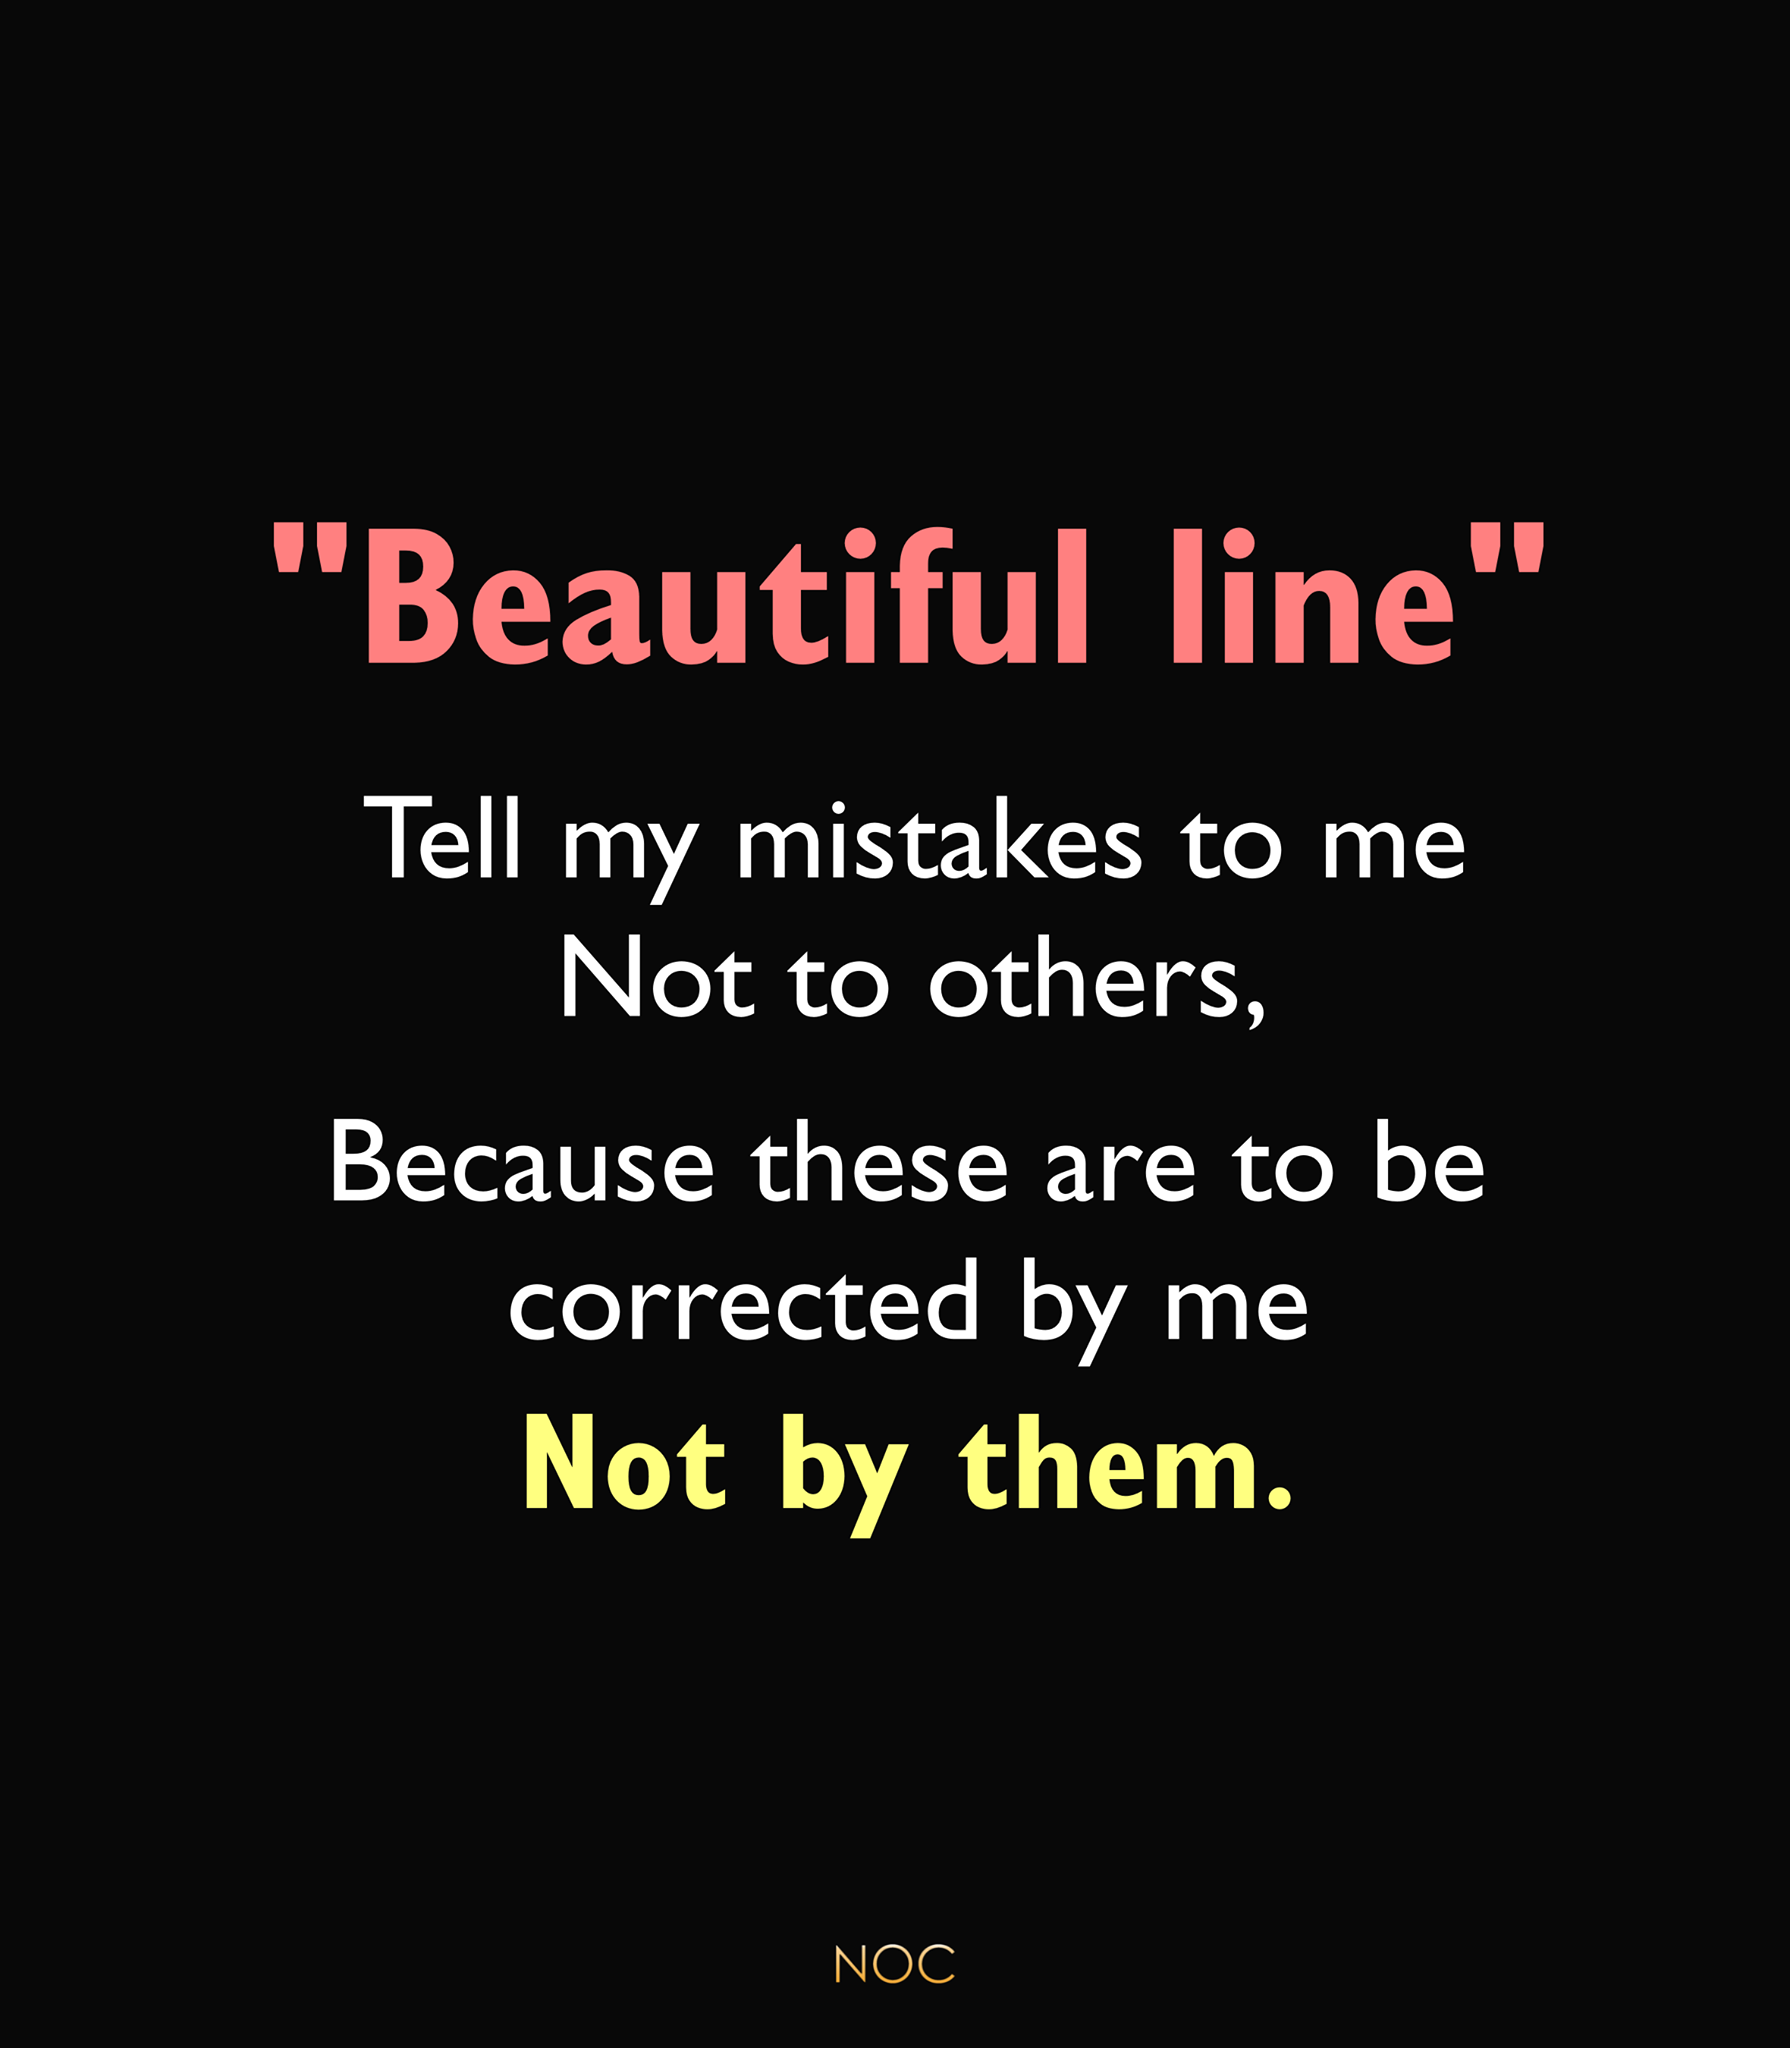 "Beautiful line"
Tell my mistakes to me
Not to others,
Because these are to be
corrected by me
Not by them.
NOC